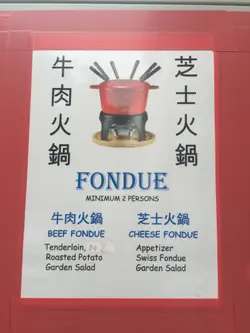 牛肉火鍋
芝士火鍋
FONDUE
MINIMUM 2 PERSONS
牛肉火鍋
BEEF FONDUE
Tenderloin,
Roasted Potato
Garden Salad
芝士火鍋
CHEESE FONDUE
Appetizer
Swiss Fondue
Garden Salad